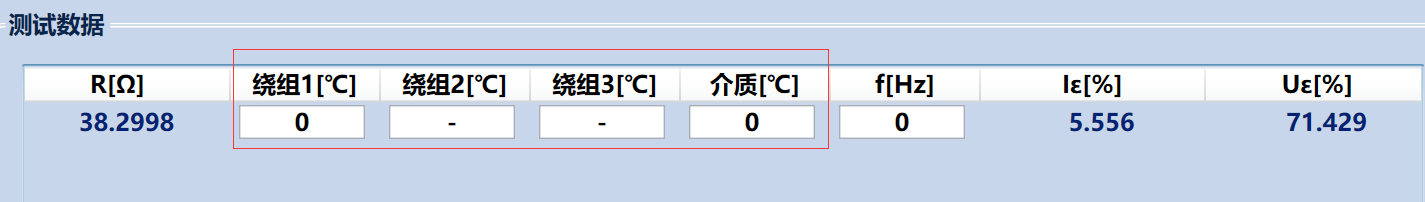 测试数据
R[Ω] 绕组1[℃] 绕组2[℃] 绕组3[℃] 介质[℃] f[Hz] Iε[%] Uε[%]
38.2998 0 - - 0 0 5.556 71.429